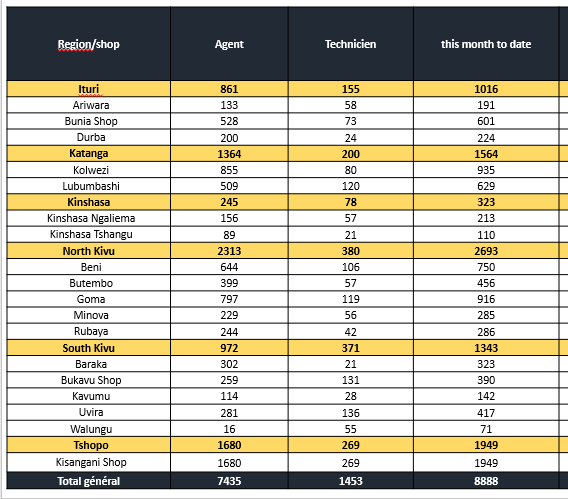 Region/shop Agent Technicien this month to date
Ituri 861 155 1016
Ariwara 133 58 191
Bunia Shop 528 73 601
Durba 200 24 224
Katanga 1364 200 1564
Kolwezi 855 80 935
Lubumbashi 509 120 629
Kinshasa 245 78 323
Kinshasa Ngaliema 156 57 213
Kinshasa Tshangu 89 21 110
North Kivu 2313 380 2693
Beni 644 106 750
Butembo 399 57 456
Goma 797 119 916
Minova 229 56 285
Rubaya 244 42 286
South Kivu 972 371 1343
Baraka 302 21 323
Bukavu Shop 259 131 390
Kavumu 114 28 142
Uvira 281 136 417
Walungu 16 55 71
Tshopo 1680 269 1949
Kisangani Shop 1680 269 1949
Total général 7435 1453 8888